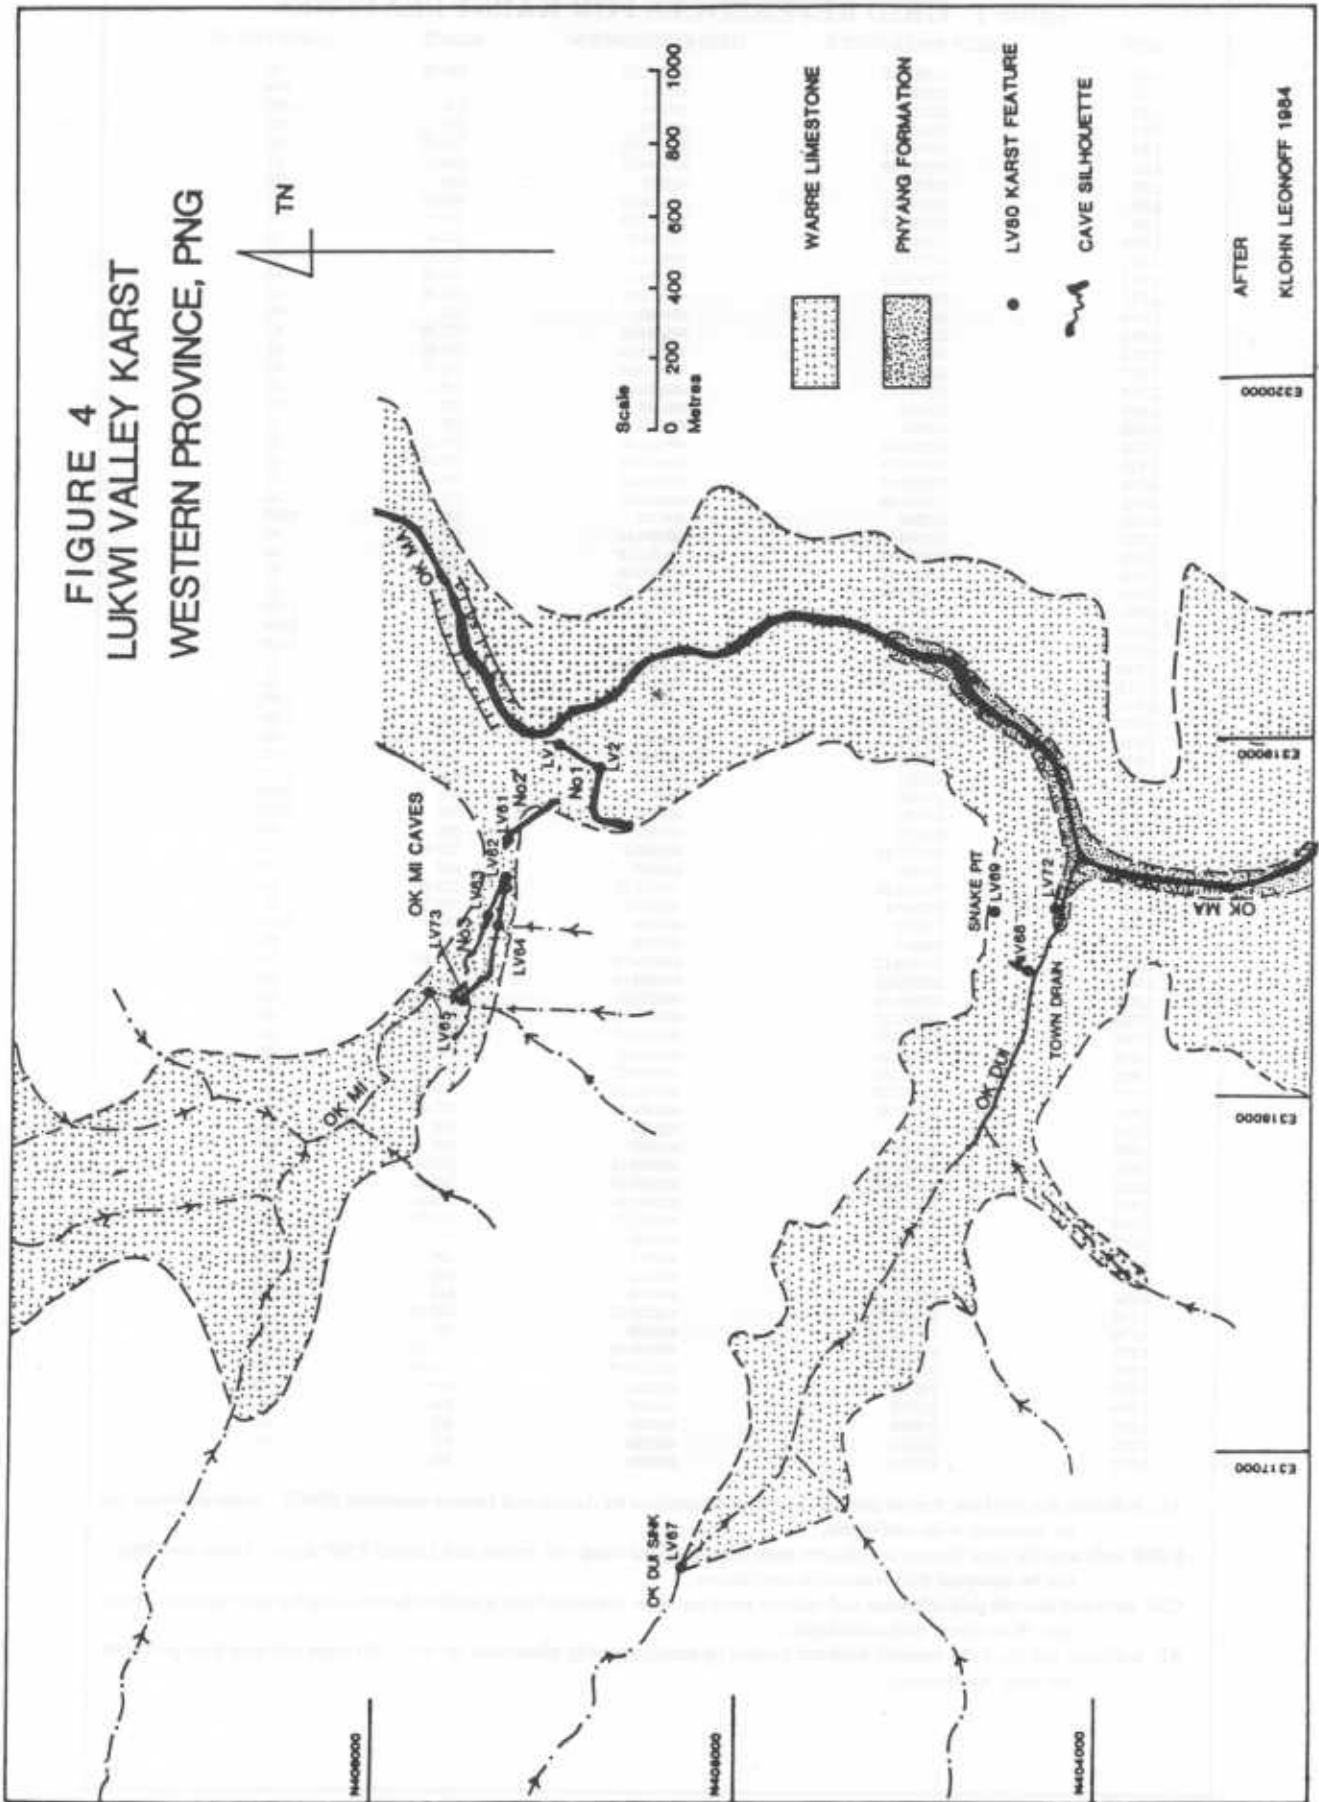 FIGURE 4
LUKWI VALLEY KARST
WESTERN PROVINCE, PNG
TN
Scale
0 200 400 600 800 1000
Metres
WARRE LIMESTONE
PNYANG FORMATION
LV80 KARST FEATURE
CAVE SILHOUETTE
AFTER
KLOHN LEONOFF 1984
OK MI CAVES
LV73
No3
LV63
LV62
LV61
No2
LV1
No1
LV2
LV64
LV65
OK MI
OK MA
SNAKE PIT
LV69
LV68
LV72
TOWN DRAIN
OK DUI
OK MA
OK DUI SINK
LV67
N404000
E317000
E318000
E319000
E320000